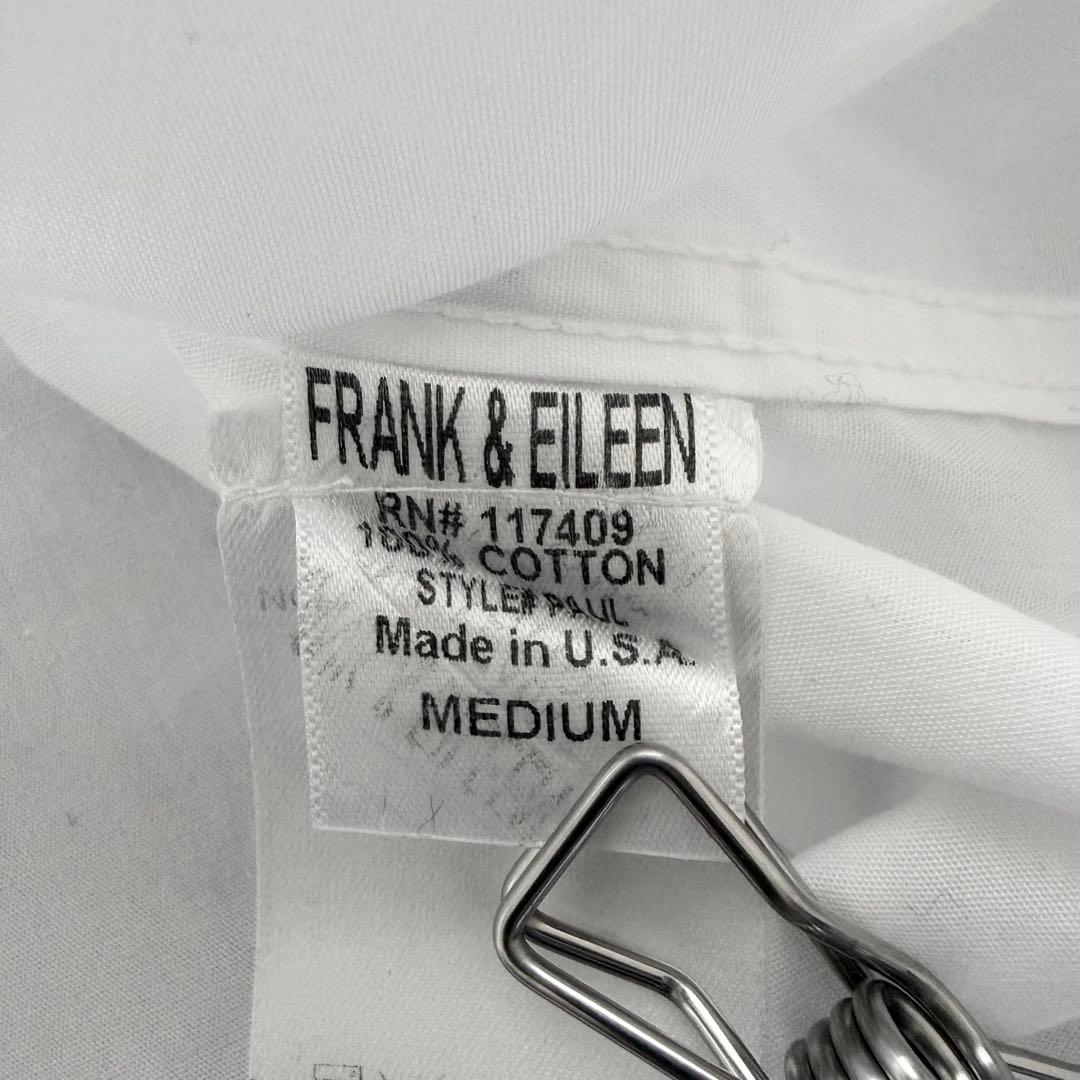 FRANK & EILEEN
RN# 117409
100% COTTON
STYLE# PAUL
Made in U.S.A.
MEDIUM